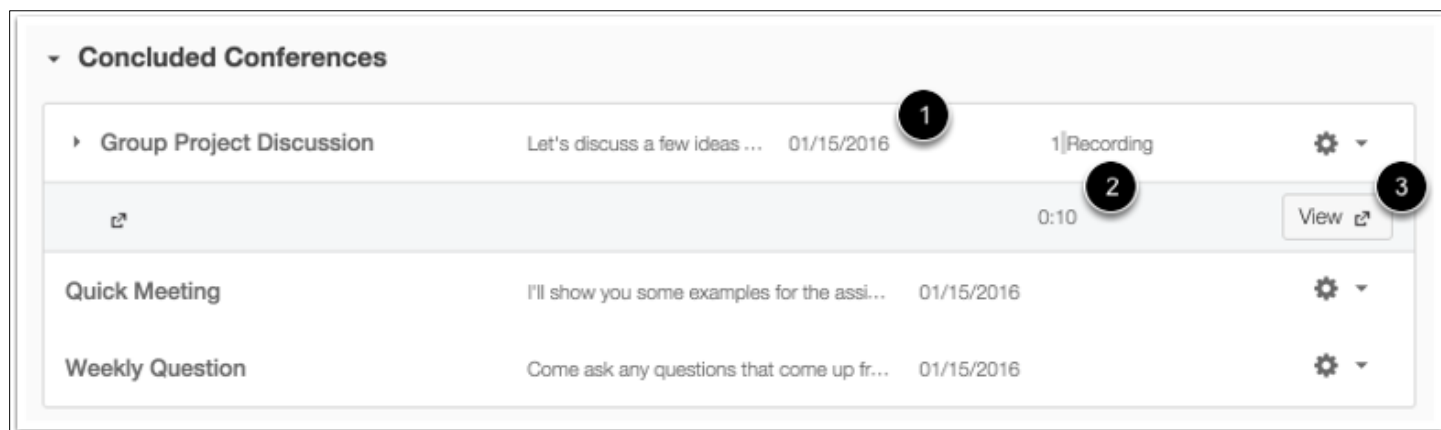 Concluded Conferences
1
Group Project Discussion Let's discuss a few ideas ... 01/15/2016 1 Recording
2
3
0:10 View
Quick Meeting I'll show you some examples for the assi... 01/15/2016
Weekly Question Come ask any questions that come up fr... 01/15/2016